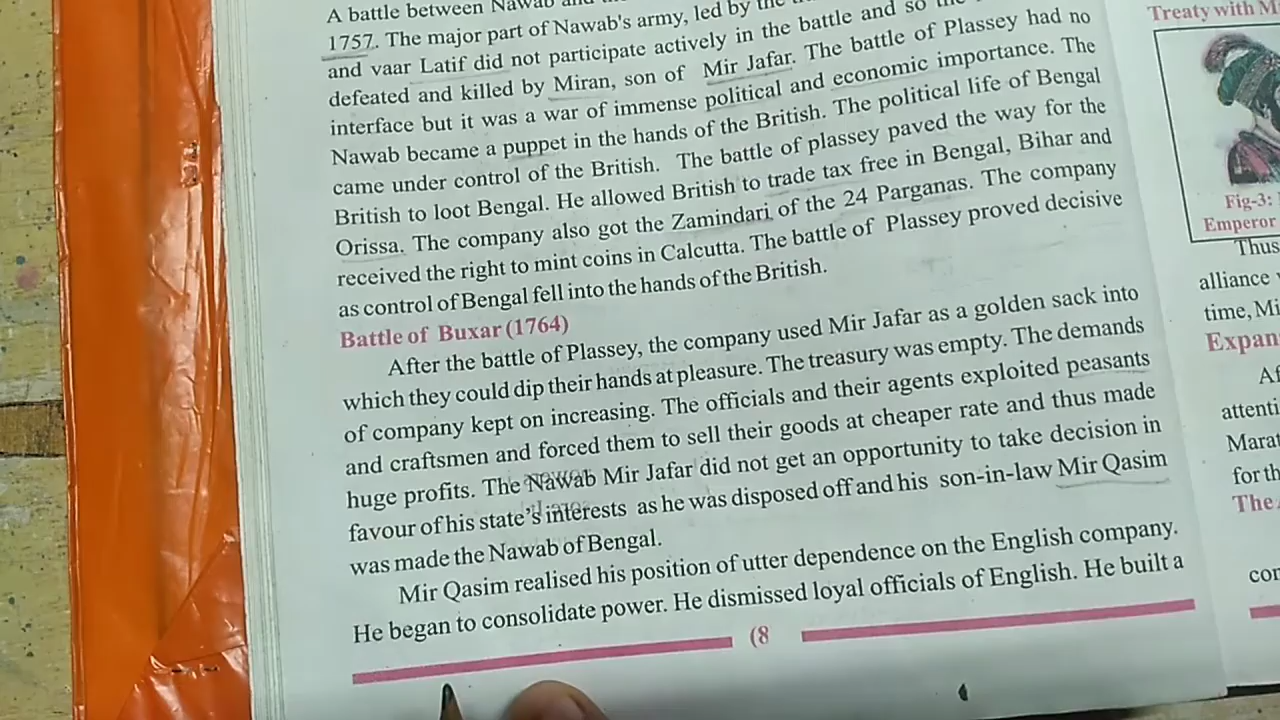 A battle between Nawab and
1757. The major part of Nawab's army, led by the
and yaar Latif did not participate actively in the battle and so the
defeated and killed by Miran, son of Mir Jafar. The battle of Plassey had no
interface but it was a war of immense political and economic importance. The
Nawab became a puppet in the hands of the British. The political life of Bengal
came under control of the British. The battle of plassey paved the way for the
British to loot Bengal. He allowed British to trade tax free in Bengal, Bihar and
Orissa. The company also got the Zamindari of the 24 Parganas. The company
received the right to mint coins in Calcutta. The battle of Plassey proved decisive
as control of Bengal fell into the hands of the British.
Battle of Buxar (1764)
After the battle of Plassey, the company used Mir Jafar as a golden sack into
which they could dip their hands at pleasure. The treasury was empty. The demands
of company kept on increasing. The officials and their agents exploited peasants
and craftsmen and forced them to sell their goods at cheaper rate and thus made
huge profits. The Nawab Mir Jafar did not get an opportunity to take decision in
favour of his state's interests as he was disposed off and his son-in-law Mir Qasim
was made the Nawab of Bengal.
Mir Qasim realised his position of utter dependence on the English company.
He began to consolidate power. He dismissed loyal officials of English. He built a
(8
Treaty with
Fig-3:
Emperor
Thus
alliance
time,
Expan
Af
attenti
Marat
for th
The
con